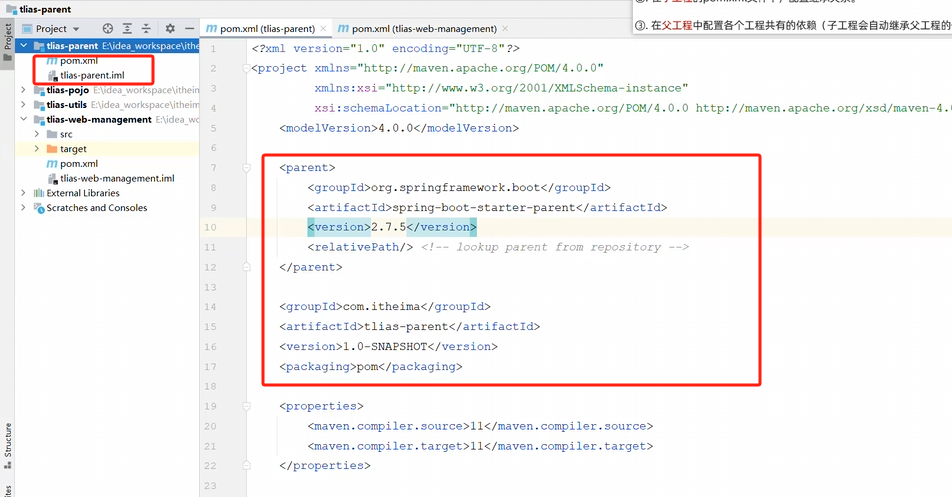 tlias-parent
③. 在父工程中配置各个工程共有的依赖（子工程会自动继承父工程的
Project
Project
tlias-parent E:\idea_workspace\ithe
pom.xml
tlias-parent.iml
tlias-pojo E:\idea_workspace\itheim
tlias-utils E:\idea_workspace\itheim
tlias-web-management E:\idea_wo
src
target
pom.xml
tlias-web-management.iml
External Libraries
Scratches and Consoles
Structure
pom.xml (tlias-parent) ×
pom.xml (tlias-web-management) ×
1 <?xml version="1.0" encoding="UTF-8"?>
2 <project xmlns="http://maven.apache.org/POM/4.0.0"
3 xmlns:xsi="http://www.w3.org/2001/XMLSchema-instance"
4 xsi:schemaLocation="http://maven.apache.org/POM/4.0.0 http://maven.apache.org/xsd/maven-4.
5 <modelVersion>4.0.0</modelVersion>
6
7 <parent>
8 <groupId>org.springframework.boot</groupId>
9 <artifactId>spring-boot-starter-parent</artifactId>
10 <version>2.7.5</version>
11 <relativePath/> <!-- lookup parent from repository -->
12 </parent>
13
14 <groupId>com.itheima</groupId>
15 <artifactId>tlias-parent</artifactId>
16 <version>1.0-SNAPSHOT</version>
17 <packaging>pom</packaging>
18
19 <properties>
20 <maven.compiler.source>11</maven.compiler.source>
21 <maven.compiler.target>11</maven.compiler.target>
22 </properties>
23